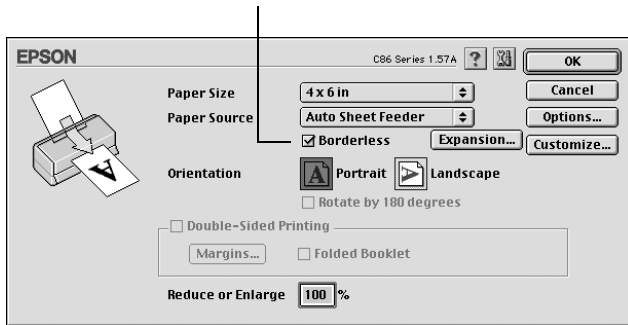 EPSON
C86 Series 1.57A ? OK
Paper Size 4 x 6 in Cancel
Paper Source Auto Sheet Feeder Options...
Borderless Expansion... Customize...
Orientation A Portrait A Landscape
Rotate by 180 degrees
Double-Sided Printing
Margins... Folded Booklet
Reduce or Enlarge 100 %
A